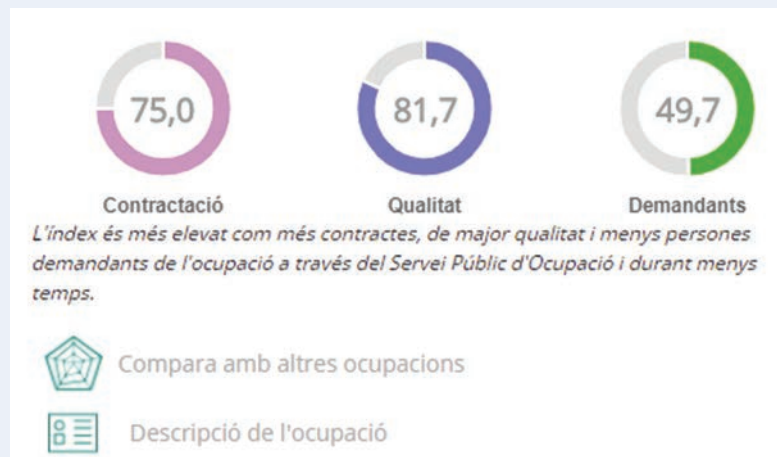 75,0
81,7
49,7
Contractació
Qualitat
Demandants
L'índex és més elevat com més contractes, de major qualitat i menys persones
demandants de l'ocupació a través del Servei Públic d'Ocupació i durant menys
temps.
Compara amb altres ocupacions
Descripció de l'ocupació